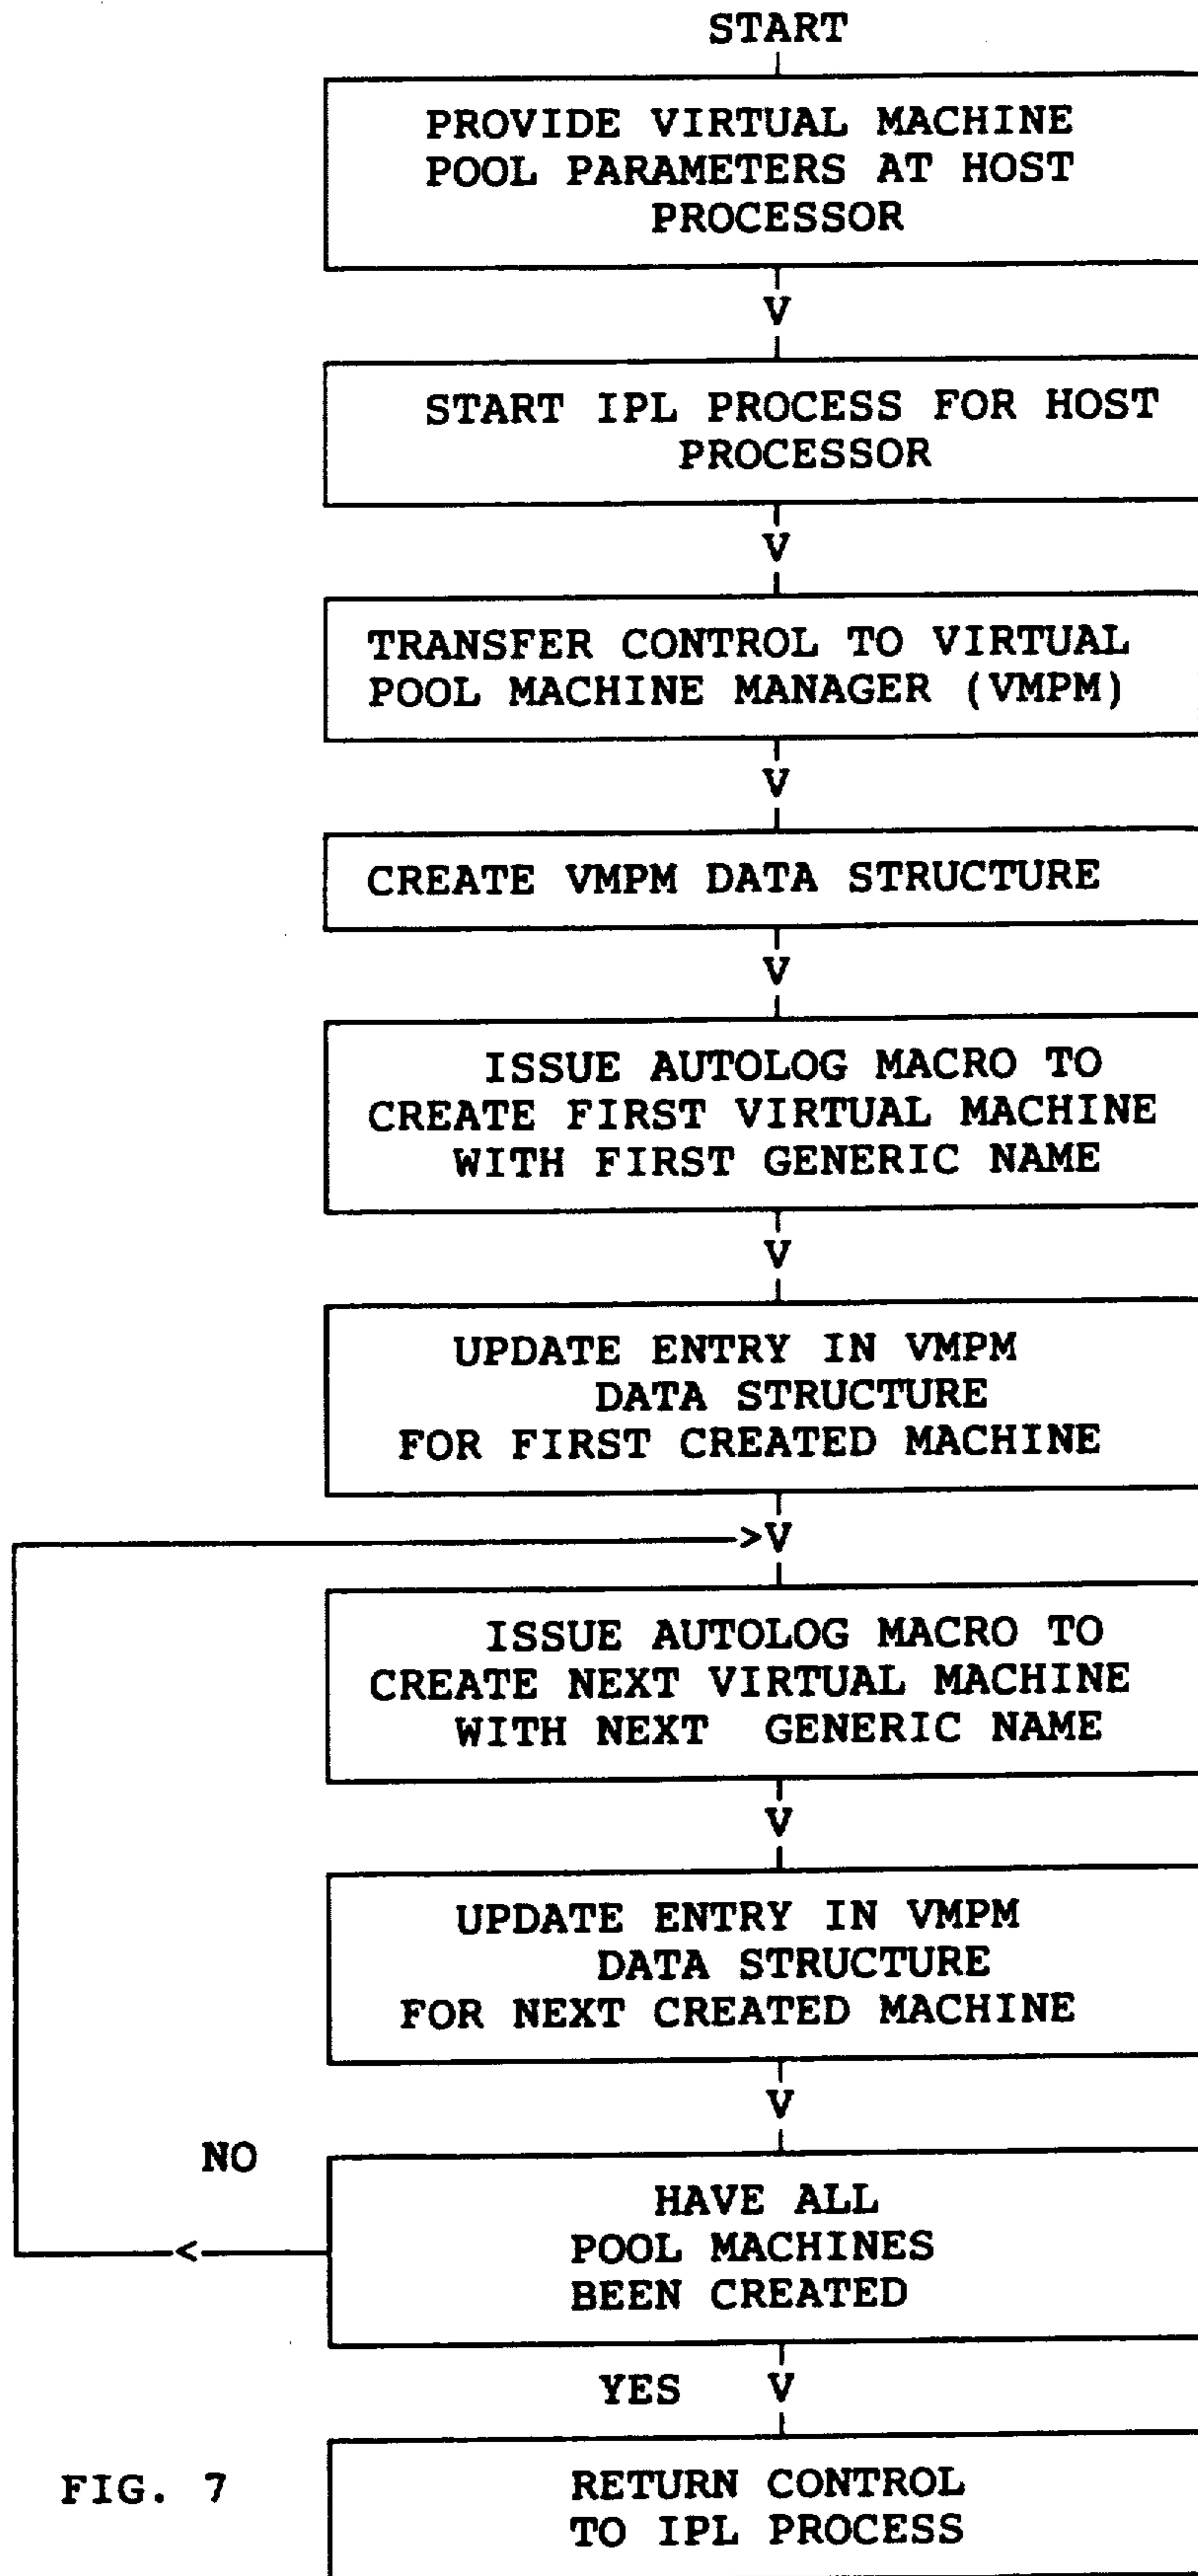 START
PROVIDE VIRTUAL MACHINE
POOL PARAMETERS AT HOST
PROCESSOR
V
START IPL PROCESS FOR HOST
PROCESSOR
V
TRANSFER CONTROL TO VIRTUAL
POOL MACHINE MANAGER (VMPM)
V
CREATE VMPM DATA STRUCTURE
V
ISSUE AUTOLOG MACRO TO
CREATE FIRST VIRTUAL MACHINE
WITH FIRST GENERIC NAME
V
UPDATE ENTRY IN VMPM
DATA STRUCTURE
FOR FIRST CREATED MACHINE
>V
ISSUE AUTOLOG MACRO TO
CREATE NEXT VIRTUAL MACHINE
WITH NEXT GENERIC NAME
V
UPDATE ENTRY IN VMPM
DATA STRUCTURE
FOR NEXT CREATED MACHINE
V
NO
HAVE ALL
POOL MACHINES
BEEN CREATED
<
YES V
RETURN CONTROL
TO IPL PROCESS
FIG. 7